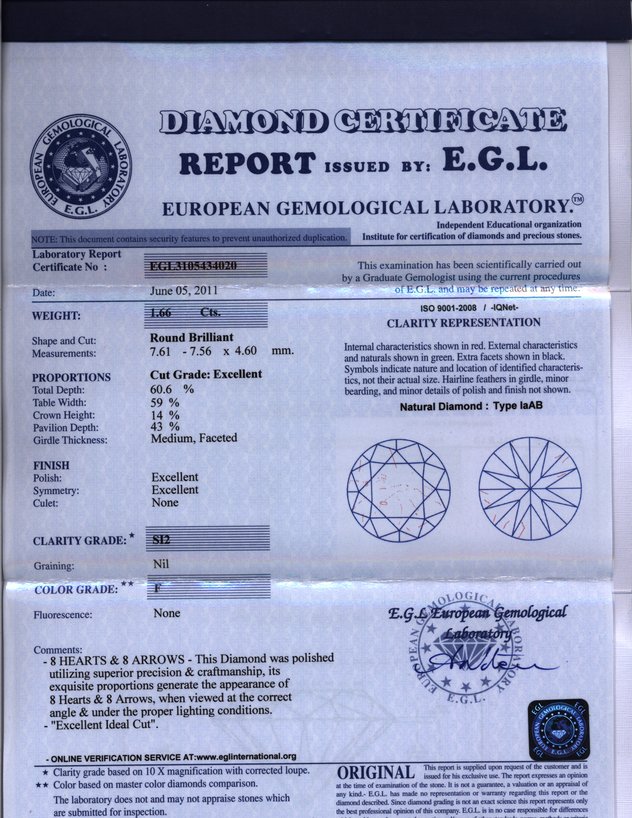 EUROPEAN GEMOLOGICAL LABORATORY
E.G.L.
DIAMOND CERTIFICATE
REPORT ISSUED BY: E.G.L.
EUROPEAN GEMOLOGICAL LABORATORY.™
Independent Educational organization
Institute for certification of diamonds and precious stones.
NOTE: This document contains security features to prevent unauthorized duplication.
Laboratory Report
Certificate No : EGL3105434020
Date: June 05, 2011
WEIGHT: 1.66 Cts.
Shape and Cut: Round Brilliant
Measurements: 7.61 - 7.56 x 4.60 mm.
PROPORTIONS Cut Grade: Excellent
Total Depth: 60.6 %
Table Width: 59 %
Crown Height: 14 %
Pavilion Depth: 43 %
Girdle Thickness: Medium, Faceted
FINISH
Polish: Excellent
Symmetry: Excellent
Culet: None
CLARITY GRADE: * SI2
Graining: Nil
COLOR GRADE: ** F
Fluorescence: None
Comments:
- 8 HEARTS & 8 ARROWS - This Diamond was polished
utilizing superior precision & craftmanship, its
exquisite proportions generate the appearance of
8 Hearts & 8 Arrows, when viewed at the correct
angle & under the proper lighting conditions.
- "Excellent Ideal Cut".
- ONLINE VERIFICATION SERVICE AT:www.eglinternational.org
* Clarity grade based on 10 X magnification with corrected loupe.
** Color based on master color diamonds comparison.
The laboratory does not and may not appraise stones which
are submitted for inspection.
This examination has been scientifically carried out
by a Graduate Gemologist using the current procedures
of E.G.L. and may be repeated at any time.
ISO 9001-2008 / -IQNet-
CLARITY REPRESENTATION
Internal characteristics shown in red. External characteristics
and naturals shown in green. Extra facets shown in black.
Symbols indicate nature and location of identified characteris-
tics, not their actual size. Hairline feathers in girdle, minor
bearding, and minor details of polish and finish not shown.
Natural Diamond : Type IaAB
E.G.L European Gemological
Laboratory
E.G.L.
ORIGINAL
This report is supplied upon request of the customer and is
issued for his exclusive use. The report expresses an opinion
at the time of examination of the stone. It is not a guarantee, a valuation or an appraisal of
any kind.- E.G.L. has made no representation or warranty regarding this report or the
diamond described. Since diamond grading is not an exact science this report represents only
the best professional opinion of this company. E.G.L. is in no case responsible for differences